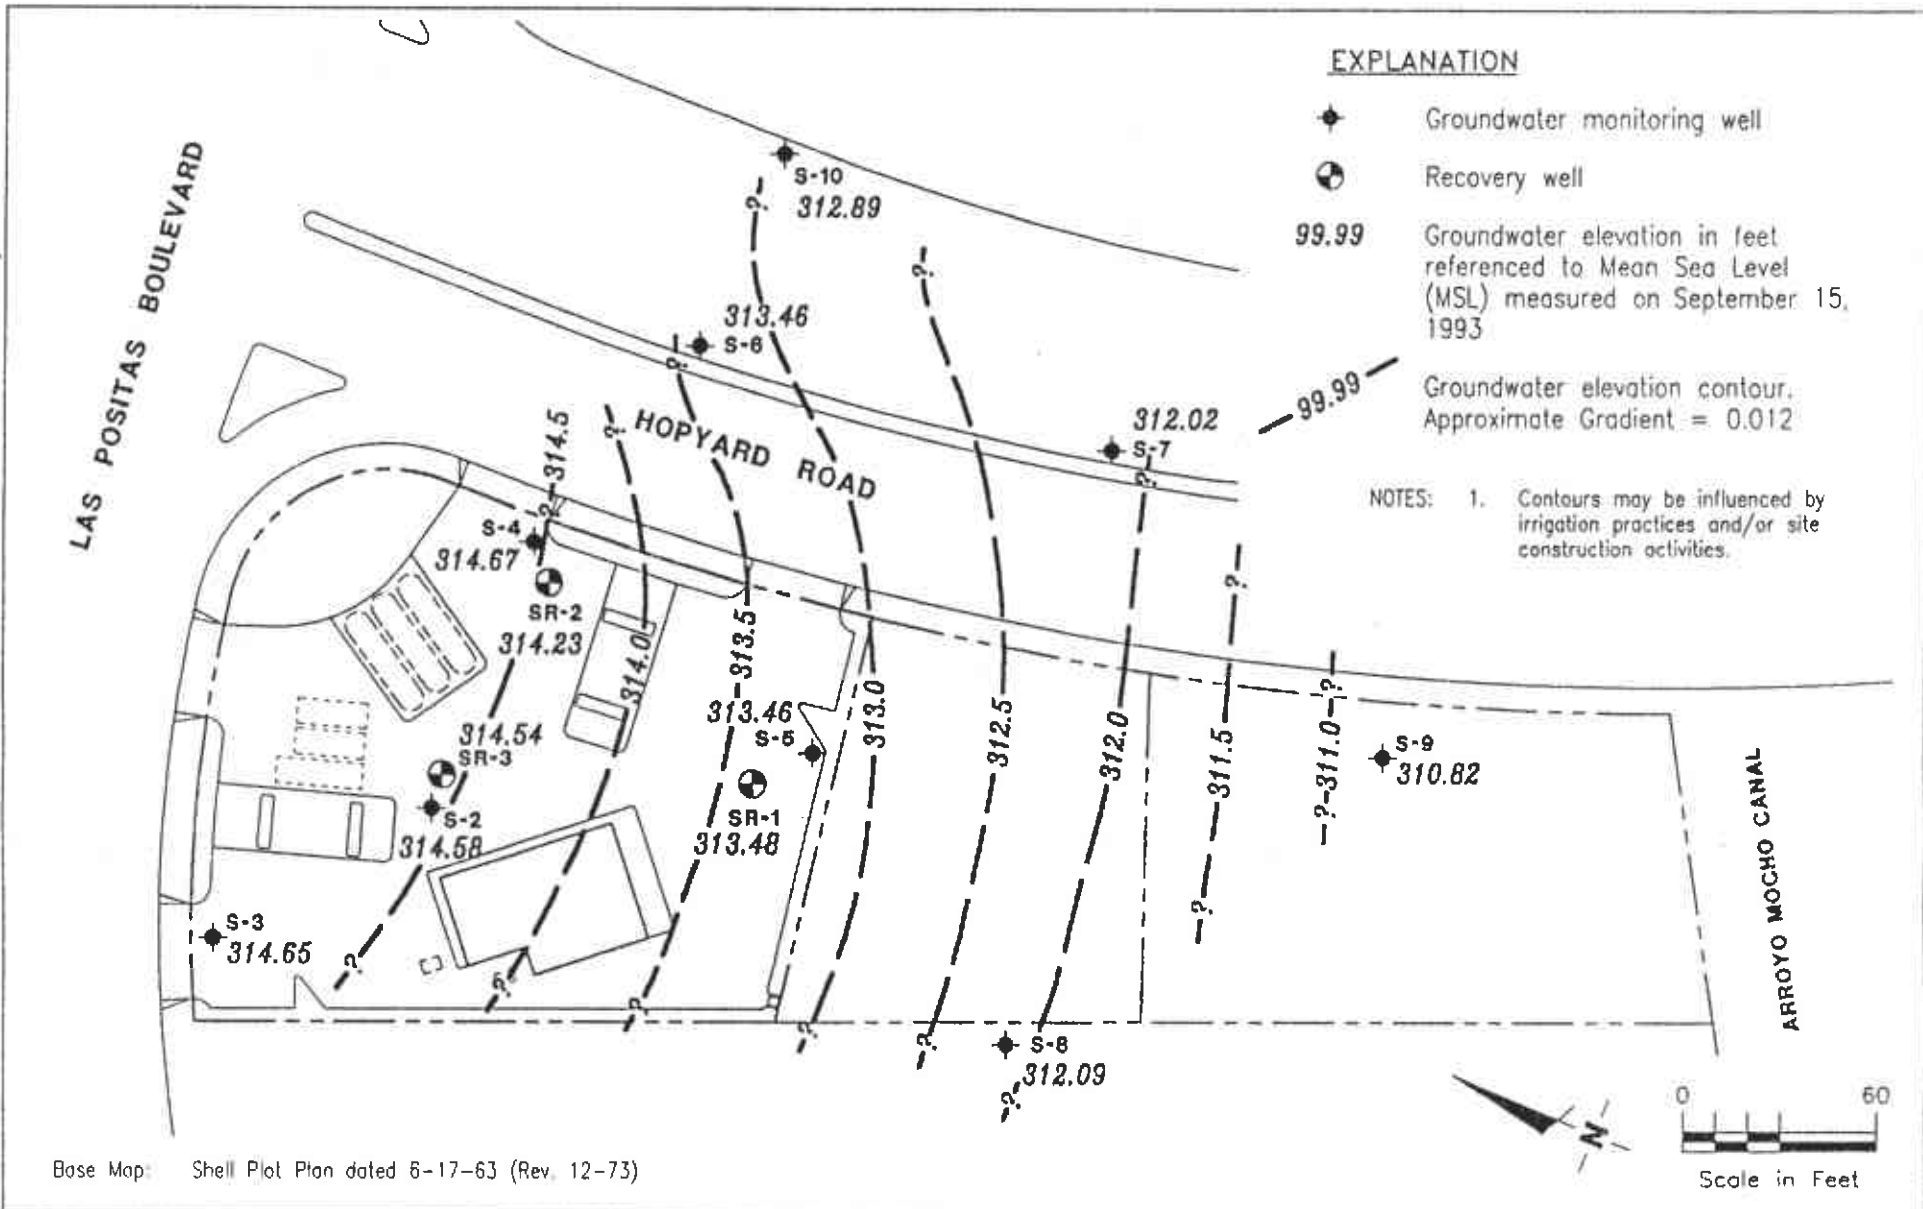 EXPLANATION
Groundwater monitoring well
Recovery well
99.99
Groundwater elevation in feet
referenced to Mean Sea Level
(MSL) measured on September 15,
1993
99.99
Groundwater elevation contour.
Approximate Gradient = 0.012
NOTES: 1. Contours may be influenced by
irrigation practices and/or site
construction activities.
LAS POSITAS BOULEVARD
HOPYARD ROAD
ARROYO MOCHO CANAL
S-10
312.89
313.46
S-6
312.02
S-7
S-4
314.67
SR-2
314.23
314.54
SR-3
S-2
314.58
S-3
314.65
313.46
S-5
SR-1
313.48
S-8
312.09
S-9
310.82
?
314.5
?
?
314.0
?
?
313.5
?
?
313.0
?
?
312.5
?
?
312.0
?
?
311.5
?
?
311.0
?
N
0 60
Scale in Feet
Base Map: Shell Plot Plan dated 6-17-63 (Rev. 12-73)